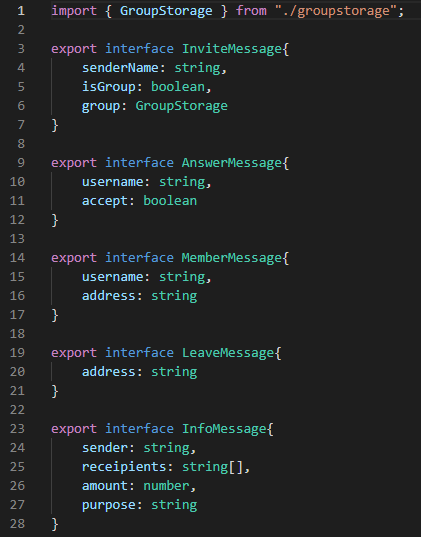 1 import { GroupStorage } from "./groupstorage";
2
3 export interface InviteMessage{
4 senderName: string,
5 isGroup: boolean,
6 group: GroupStorage
7 }
8
9 export interface AnswerMessage{
10 username: string,
11 accept: boolean
12 }
13
14 export interface MemberMessage{
15 username: string,
16 address: string
17 }
18
19 export interface LeaveMessage{
20 address: string
21 }
22
23 export interface InfoMessage{
24 sender: string,
25 receipients: string[],
26 amount: number,
27 purpose: string
28 }